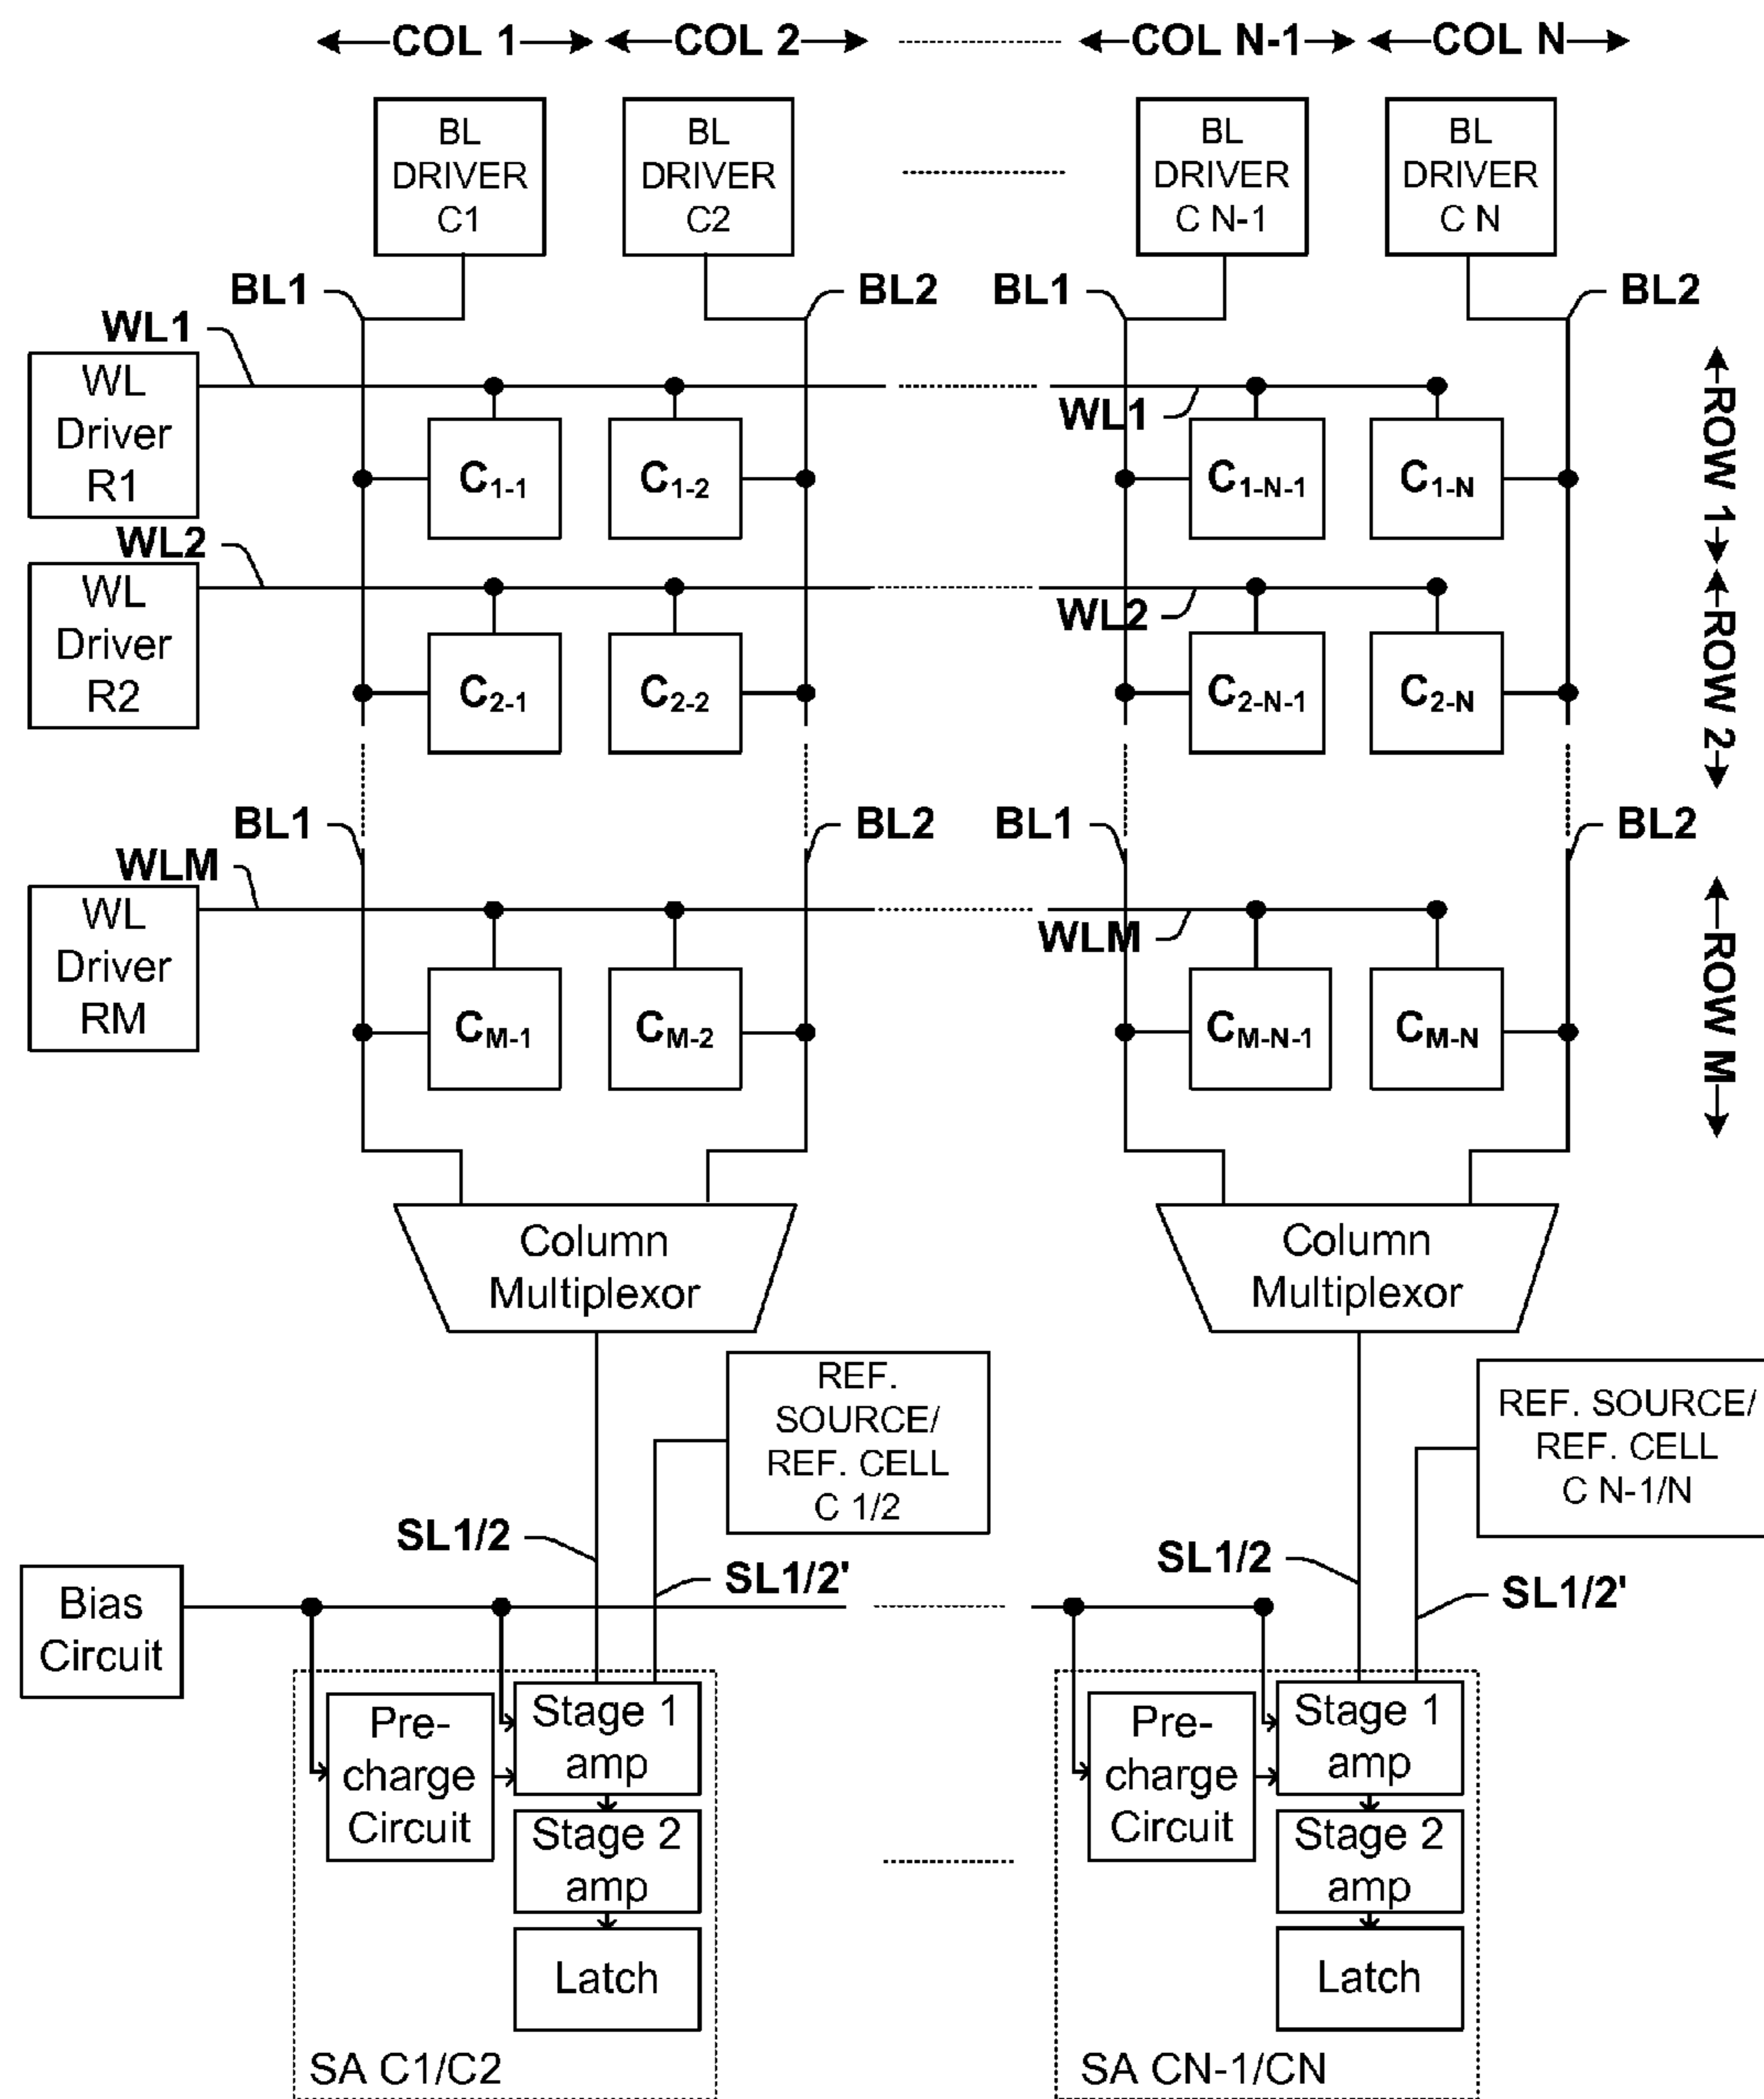 COL 1 COL 2 COL N-1 COL N
BL
DRIVER
C1
BL
DRIVER
C2
BL
DRIVER
C N-1
BL
DRIVER
C N
BL1
BL2
BL1
BL2
WL1
WL
Driver
R1
WL1
C1-1
C1-2
C1-N-1
C1-N
ROW 1
WL2
WL
Driver
R2
WL2
C2-1
C2-2
C2-N-1
C2-N
ROW 2
BL1
BL2
BL1
BL2
WLM
WL
Driver
RM
WLM
CM-1
CM-2
CM-N-1
CM-N
ROW M
Column
Multiplexor
Column
Multiplexor
REF.
SOURCE/
REF. CELL
C 1/2
REF. SOURCE/
REF. CELL
C N-1/N
SL1/2
SL1/2'
SL1/2
SL1/2'
Bias
Circuit
Pre-
charge
Circuit
Stage 1
amp
Stage 2
amp
Latch
SA C1/C2
Pre-
charge
Circuit
Stage 1
amp
Stage 2
amp
Latch
SA CN-1/CN